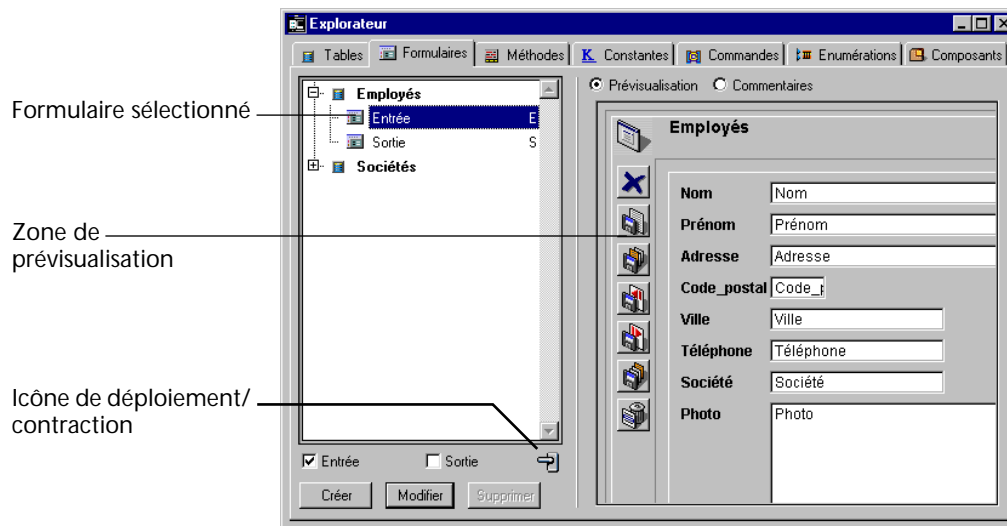 Explorateur
Tables Formulaires Méthodes K Constantes Commandes Enumérations Composants
Formulaire sélectionné
Zone de
prévisualisation
Icône de déploiement/
contraction
Employés
Entrée E
Sortie S
Sociétés
Entrée Sortie
Créer Modifier Supprimer
Prévisualisation Commentaires
Employés
Nom Nom
Prénom Prénom
Adresse Adresse
Code_postal Code_
Ville Ville
Téléphone Téléphone
Société Société
Photo Photo